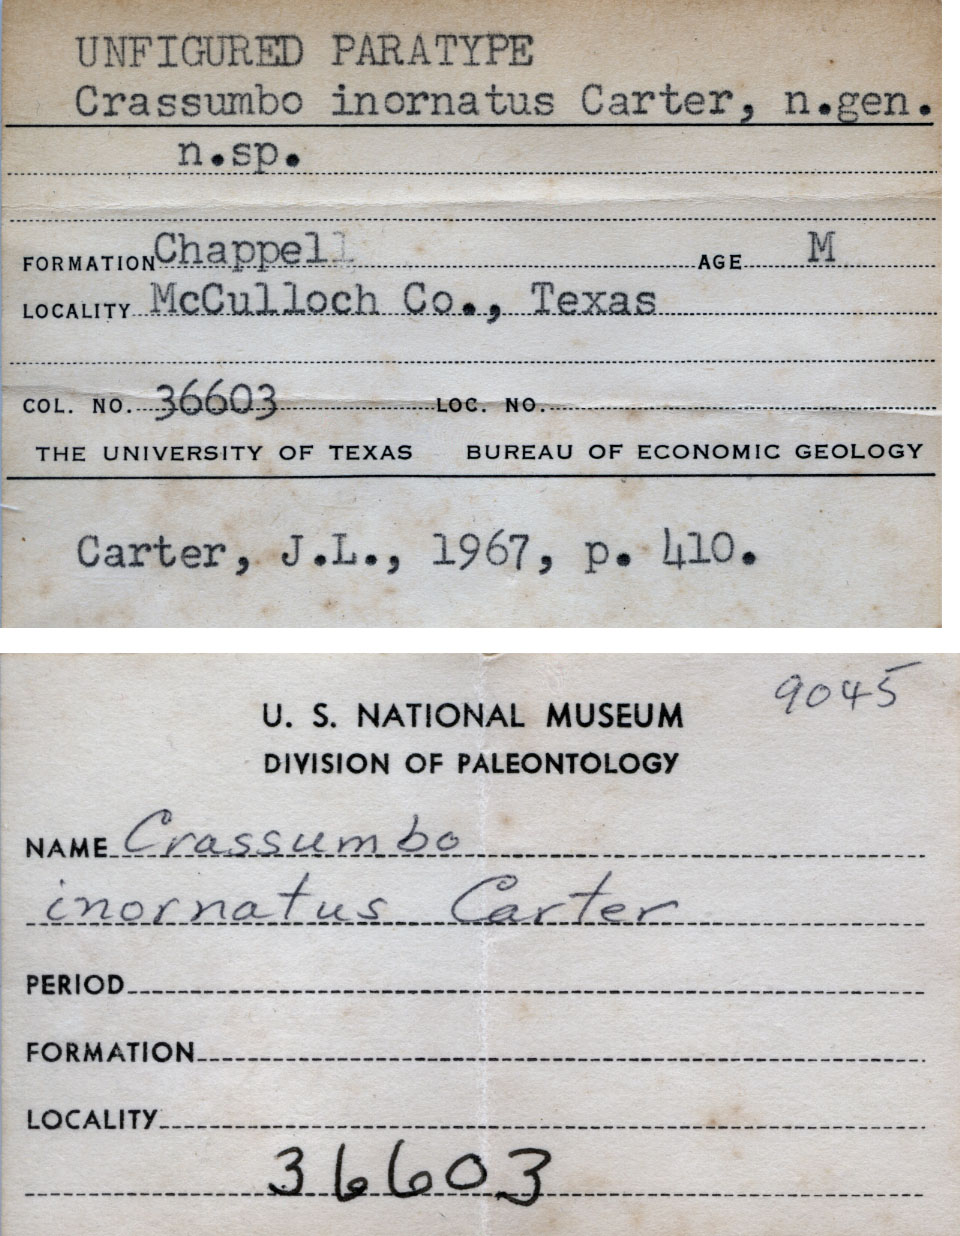 UNFIGURED PARATYPE
Crassumbo inornatus Carter, n.gen.
n.sp.
FORMATION Chappell AGE M
LOCALITY McCulloch Co., Texas
COL. NO. 36603 LOC. NO.
THE UNIVERSITY OF TEXAS BUREAU OF ECONOMIC GEOLOGY
Carter, J.L., 1967, p. 410.
9045
U. S. NATIONAL MUSEUM
DIVISION OF PALEONTOLOGY
NAME Crassumbo
inornatus Carter
PERIOD
FORMATION
LOCALITY
36603